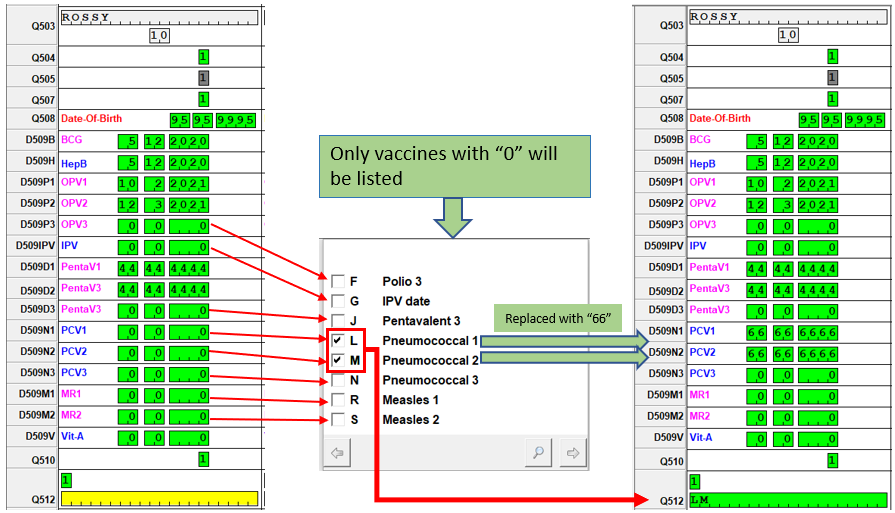 Q503 ROSSY
10
Q504 1
Q505 1
Q507 1
Q508 Date-Of-Birth 95 95 9995
D509B BCG 5 12 2020
D509H HepB 5 12 2020
D509P1 OPV1 10 2 2021
D509P2 OPV2 12 3 2021
D509P3 OPV3 0 0 0
D509IPV IPV 0 0 0
D509D1 PentaV1 44 44 4444
D509D2 PentaV3 44 44 4444
D509D3 PentaV3 0 0 0
D509N1 PCV1 0 0 0
D509N2 PCV2 0 0 0
D509N3 PCV3 0 0 0
D509M1 MR1 0 0 0
D509M2 MR2 0 0 0
D509V Vit-A 0 0 0
Q510 1
1
Q512
Only vaccines with “0” will
be listed
F Polio 3
G IPV date
J Pentavalent 3
L Pneumococcal 1
M Pneumococcal 2
N Pneumococcal 3
R Measles 1
S Measles 2
Replaced with “66”
Q503 ROSSY
10
Q504 1
Q505 1
Q507 1
Q508 Date-Of-Birth 95 95 9995
D509B BCG 5 12 2020
D509H HepB 5 12 2020
D509P1 OPV1 10 2 2021
D509P2 OPV2 12 3 2021
D509P3 OPV3 0 0 0
D509IPV IPV 0 0 0
D509D1 PentaV1 44 44 4444
D509D2 PentaV3 44 44 4444
D509D3 PentaV3 0 0 0
D509N1 PCV1 66 66 6666
D509N2 PCV2 66 66 6666
D509N3 PCV3 0 0 0
D509M1 MR1 0 0 0
D509M2 MR2 0 0 0
D509V Vit-A 0 0 0
Q510 1
1
Q512 LM